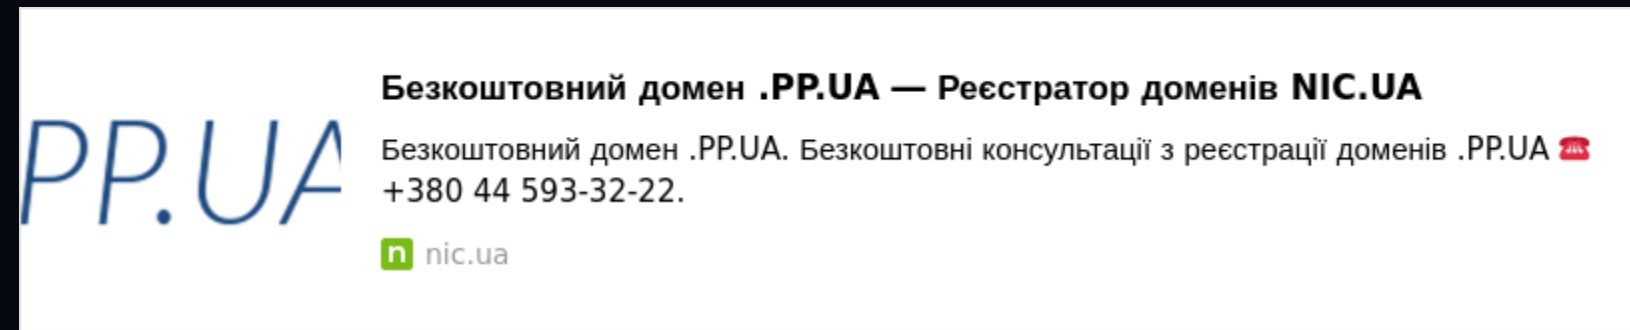 Безкоштовний домен .PP.UA — Реєстратор доменів NIC.UA
PP.UA
Безкоштовний домен .PP.UA. Безкоштовні консультації з реєстрації доменів .PP.UA ☎
+380 44 593-32-22.
n nic.ua